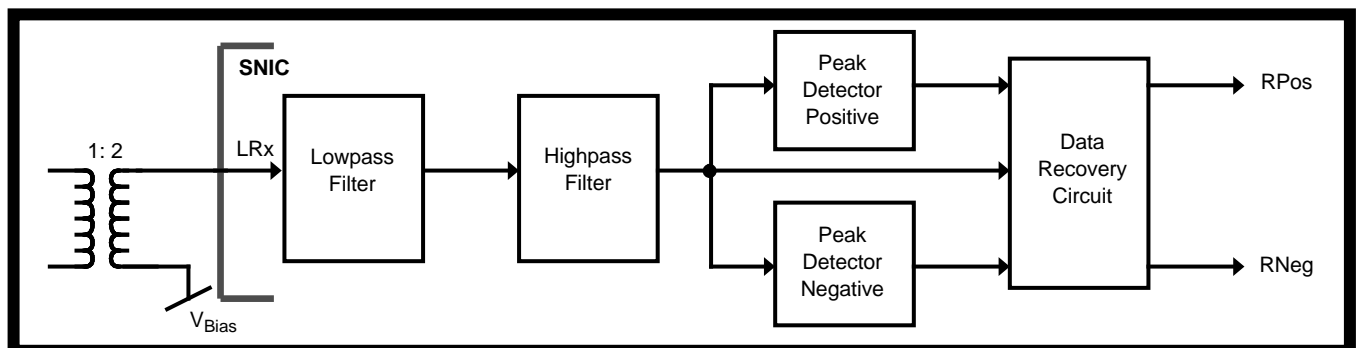 SNIC
1: 2
LRx
Lowpass
Filter
Highpass
Filter
Peak
Detector
Positive
Peak
Detector
Negative
Data
Recovery
Circuit
RPos
RNeg
VBias